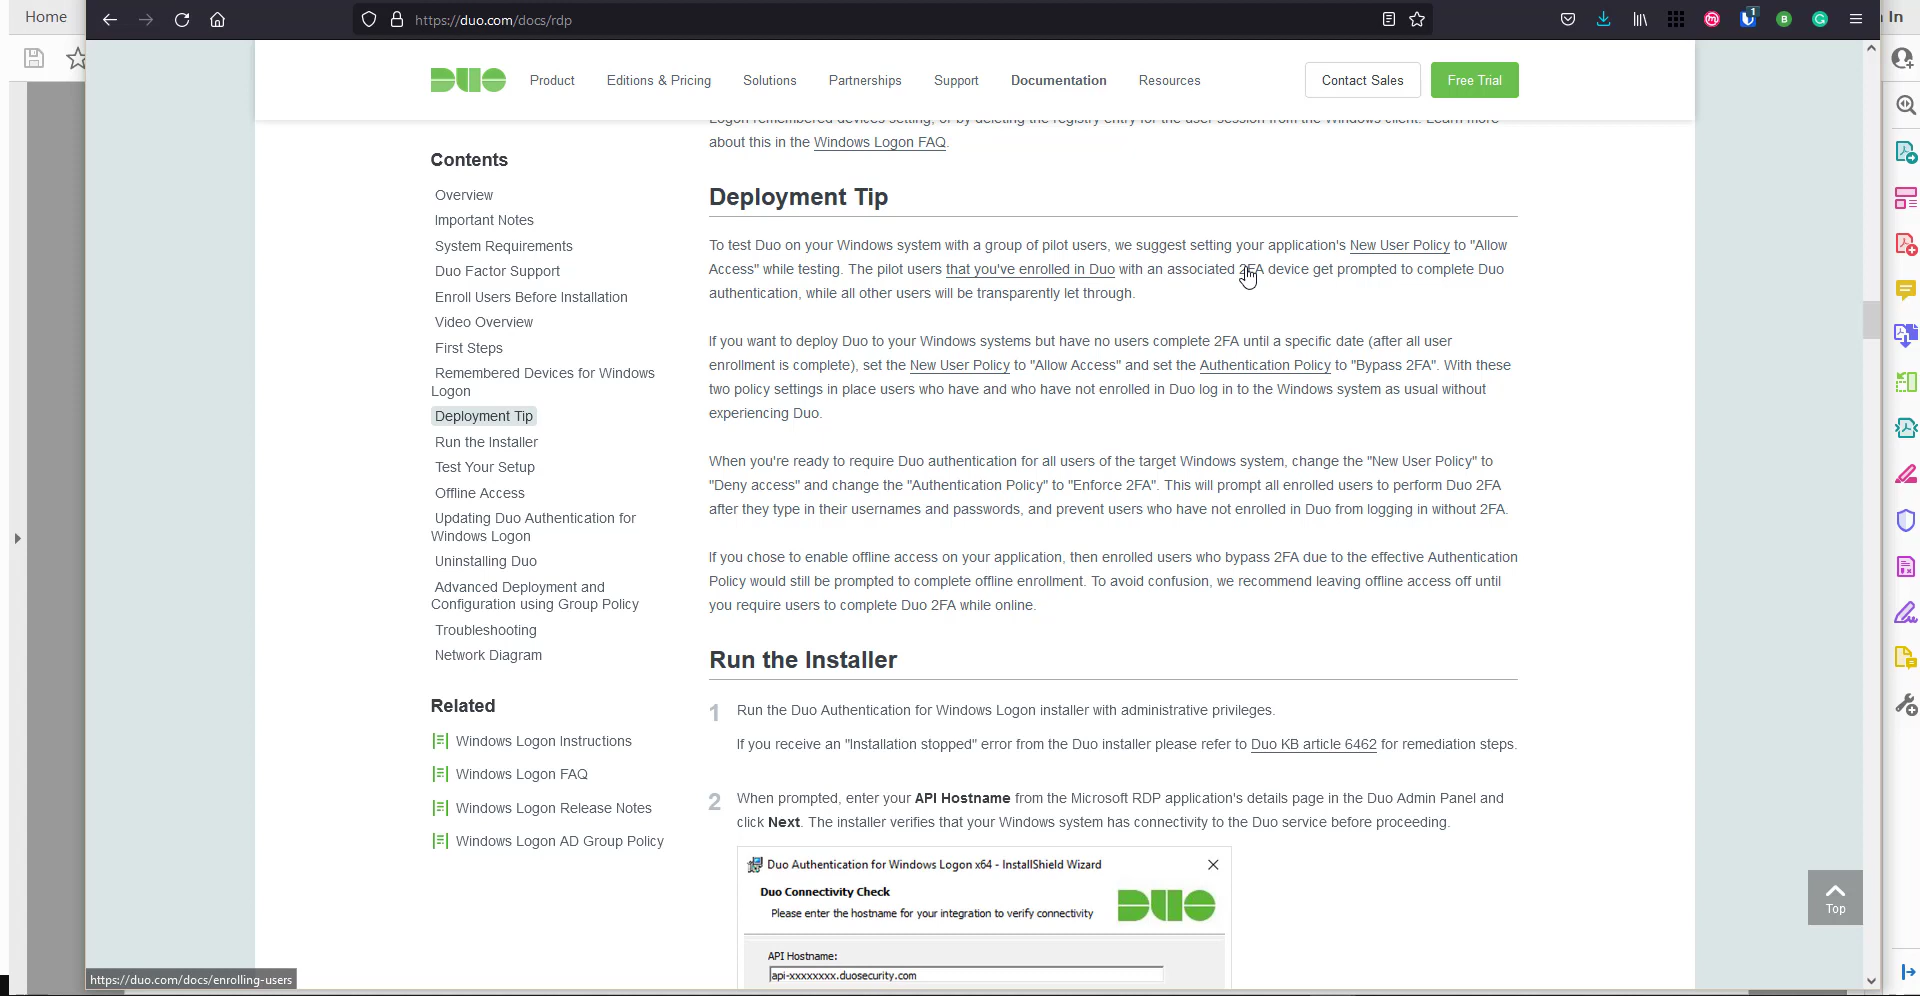 Home
https://duo.com/docs/rdp
1
In
DUO
Product
Editions & Pricing
Solutions
Partnerships
Support
Documentation
Resources
Contact Sales
Free Trial
Logon remembered devices setting, or by deleting the registry entry for the user session from the Windows client. Learn more
about this in the Windows Logon FAQ.
Contents
Overview
Important Notes
System Requirements
Duo Factor Support
Enroll Users Before Installation
Video Overview
First Steps
Remembered Devices for Windows
Logon
Deployment Tip
Run the Installer
Test Your Setup
Offline Access
Updating Duo Authentication for
Windows Logon
Uninstalling Duo
Advanced Deployment and
Configuration using Group Policy
Troubleshooting
Network Diagram
Related
Windows Logon Instructions
Windows Logon FAQ
Windows Logon Release Notes
Windows Logon AD Group Policy
Deployment Tip
To test Duo on your Windows system with a group of pilot users, we suggest setting your application's New User Policy to "Allow
Access" while testing. The pilot users that you've enrolled in Duo with an associated 2FA device get prompted to complete Duo
authentication, while all other users will be transparently let through.
If you want to deploy Duo to your Windows systems but have no users complete 2FA until a specific date (after all user
enrollment is complete), set the New User Policy to "Allow Access" and set the Authentication Policy to "Bypass 2FA". With these
two policy settings in place users who have and who have not enrolled in Duo log in to the Windows system as usual without
experiencing Duo.
When you're ready to require Duo authentication for all users of the target Windows system, change the "New User Policy" to
"Deny access" and change the "Authentication Policy" to "Enforce 2FA". This will prompt all enrolled users to perform Duo 2FA
after they type in their usernames and passwords, and prevent users who have not enrolled in Duo from logging in without 2FA.
If you chose to enable offline access on your application, then enrolled users who bypass 2FA due to the effective Authentication
Policy would still be prompted to complete offline enrollment. To avoid confusion, we recommend leaving offline access off until
you require users to complete Duo 2FA while online.
Run the Installer
1 Run the Duo Authentication for Windows Logon installer with administrative privileges.
If you receive an "Installation stopped" error from the Duo installer please refer to Duo KB article 6462 for remediation steps.
2 When prompted, enter your API Hostname from the Microsoft RDP application's details page in the Duo Admin Panel and
click Next. The installer verifies that your Windows system has connectivity to the Duo service before proceeding.
Duo Authentication for Windows Logon x64 - InstallShield Wizard
Duo Connectivity Check
Please enter the hostname for your integration to verify connectivity
DUO
API Hostname:
api-xxxxxxxx.duosecurity.com
Top
https://duo.com/docs/enrolling-users